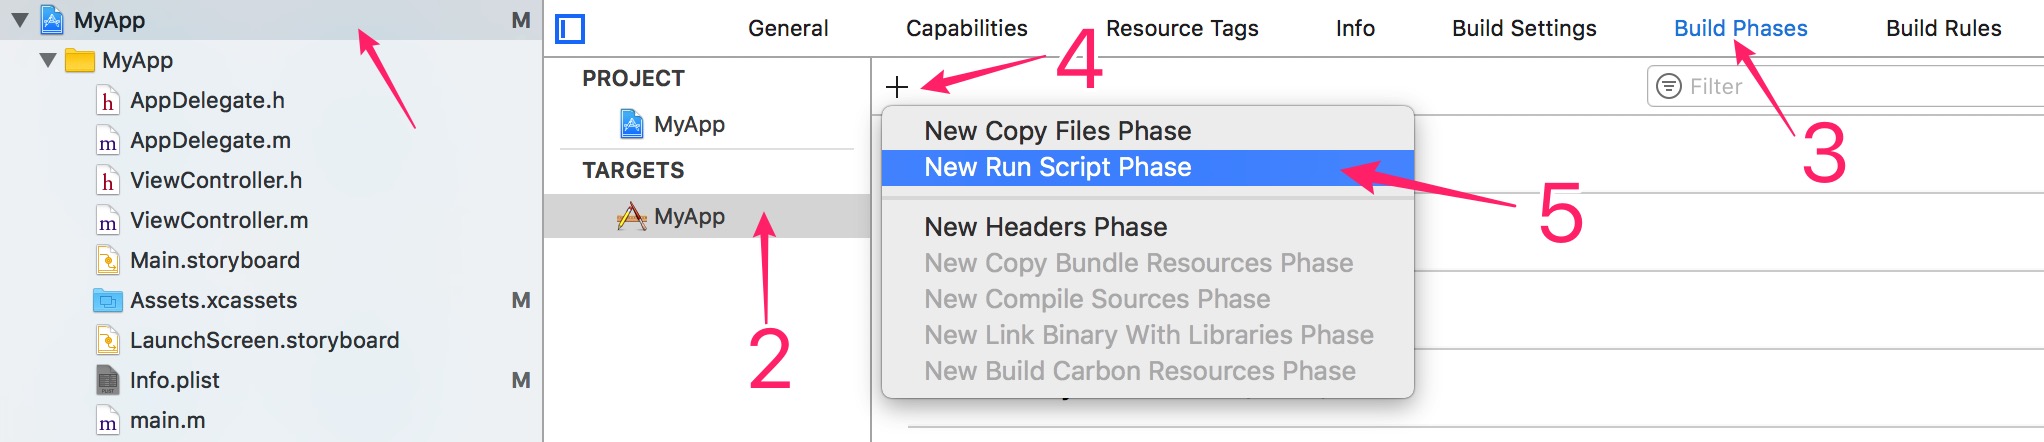 MyApp M
MyApp
AppDelegate.h
AppDelegate.m
ViewController.h
ViewController.m
Main.storyboard
Assets.xcassets M
LaunchScreen.storyboard
Info.plist M
main.m
General Capabilities Resource Tags Info Build Settings Build Phases Build Rules
PROJECT
MyApp
TARGETS
MyApp
2
4
Filter
3
New Copy Files Phase
New Run Script Phase
5
New Headers Phase
New Copy Bundle Resources Phase
New Compile Sources Phase
New Link Binary With Libraries Phase
New Build Carbon Resources Phase